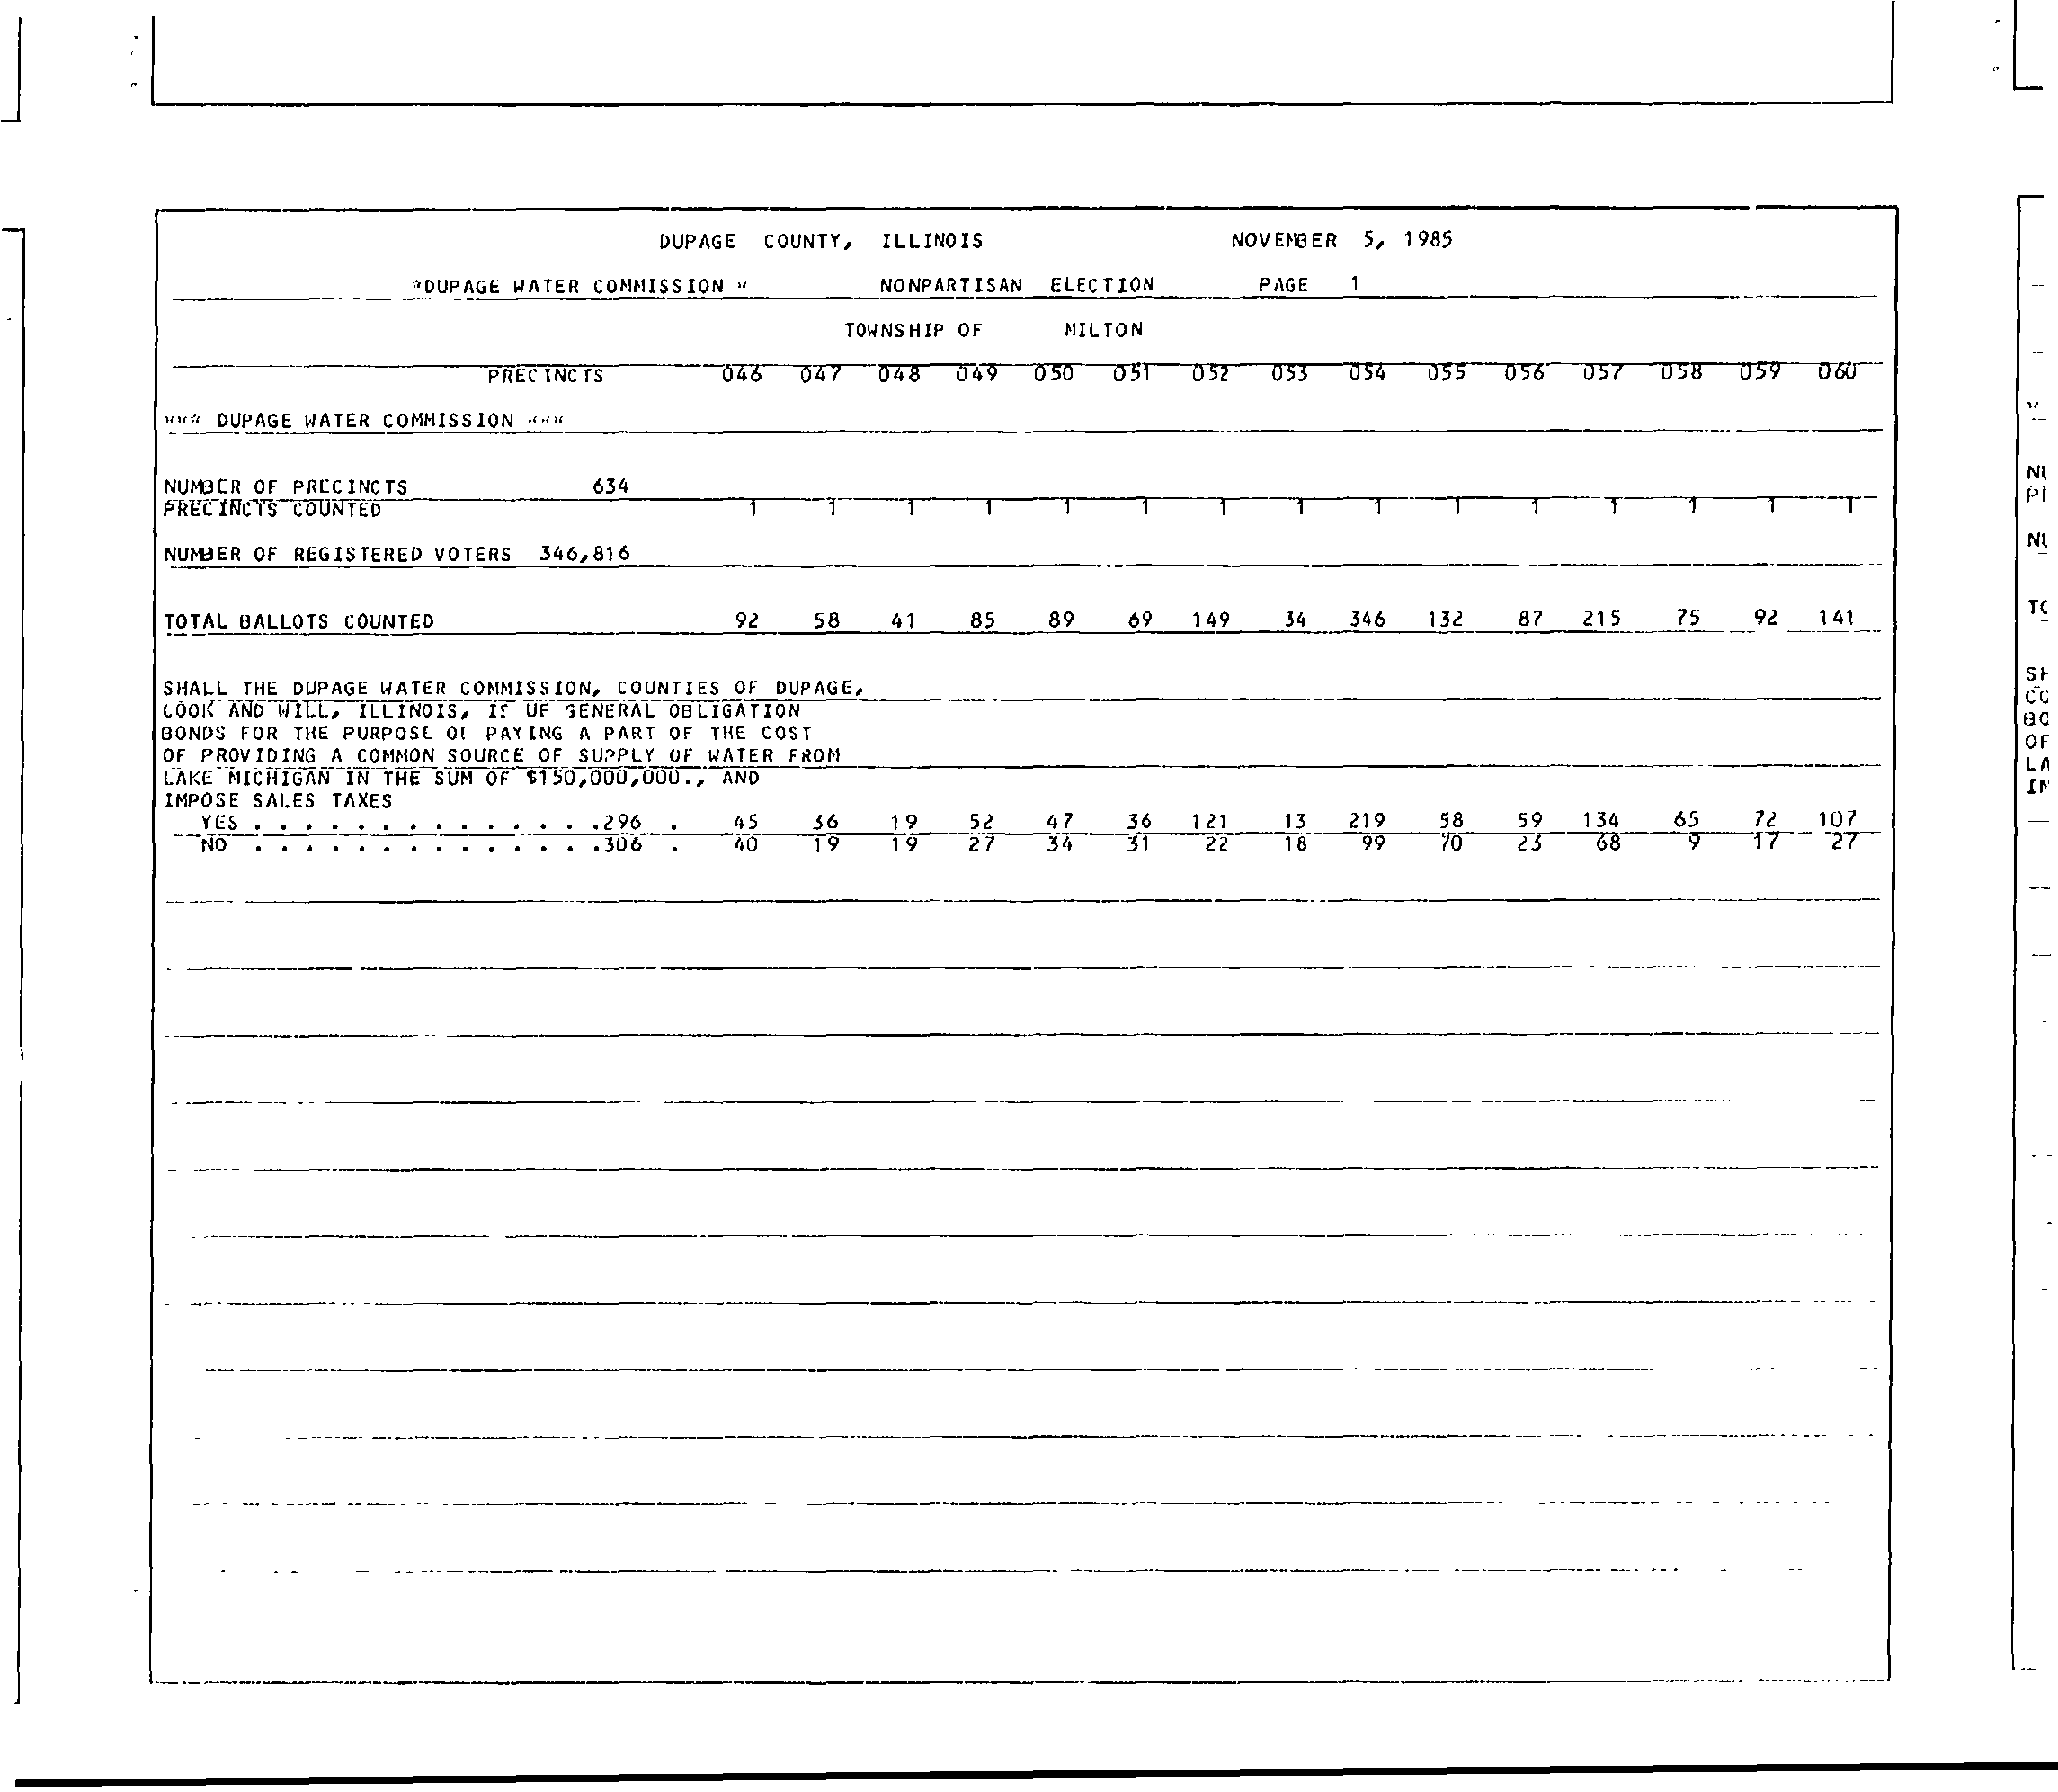 DUPAGE COUNTY, ILLINOIS NOVEMBER 5, 1985
*DUPAGE WATER COMMISSION * NONPARTISAN ELECTION PAGE 1
TOWNSHIP OF MILTON
PRECINCTS 046 047 048 049 050 051 052 053 054 055 056 057 058 059 060
*** DUPAGE WATER COMMISSION ***
NUMBER OF PRECINCTS 634
PRECINCTS COUNTED 1 1 1 1 1 1 1 1 1 1 1 1 1 1 1
NUMBER OF REGISTERED VOTERS 346,816
TOTAL BALLOTS COUNTED 92 58 41 85 89 69 149 34 346 132 87 215 75 92 141
SHALL THE DUPAGE WATER COMMISSION, COUNTIES OF DUPAGE,
COOK AND WILL, ILLINOIS, GENERAL OBLIGATION
BONDS FOR THE PURPOSE OF PAYING A PART OF THE COST
OF PROVIDING A COMMON SOURCE OF SUPPLY OF WATER FROM
LAKE MICHIGAN IN THE SUM OF $150,000,000., AND
IMPOSE SALES TAXES
YES . . . . . . . . . . . . . .296 . 45 36 19 52 47 36 121 13 219 58 59 134 65 72 107
NO . . . . . . . . . . . . . .306 . 40 19 19 27 34 31 22 18 99 70 23 68 9 17 27